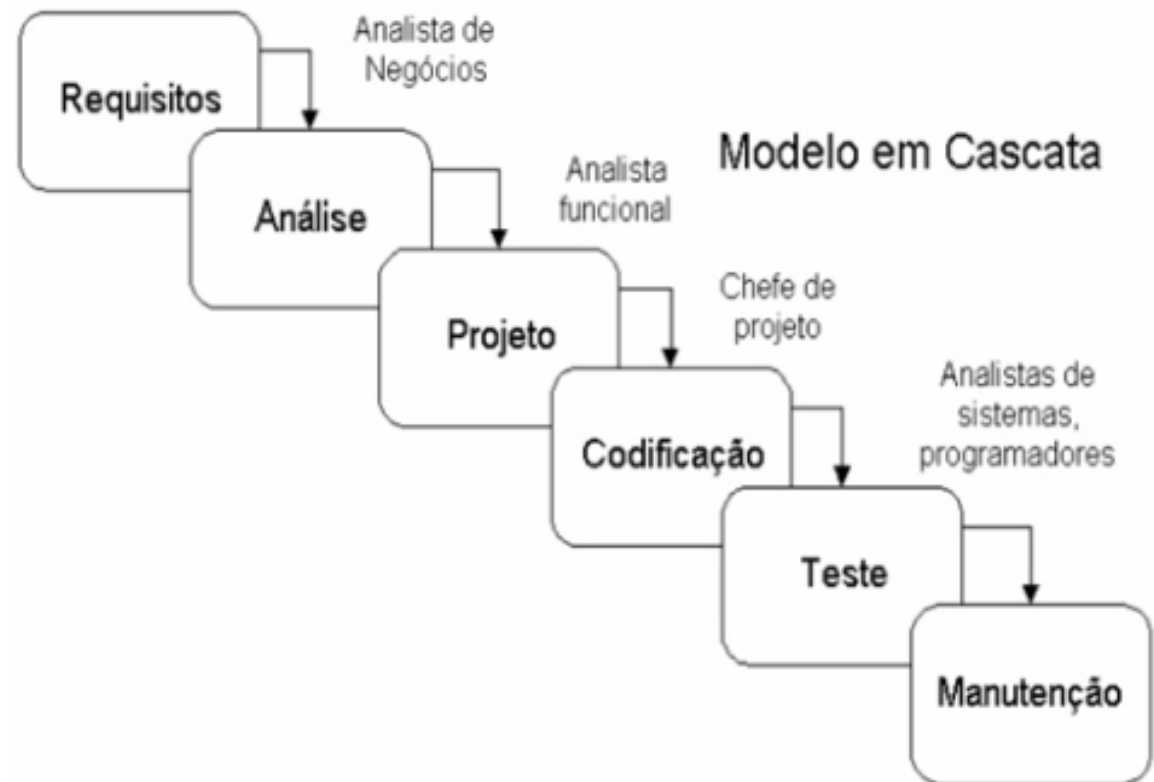 Analista de
Negócios
Requisitos
Modelo em Cascata
Analista
funcional
Análise
Chefe de
projeto
Projeto
Analistas de
sistemas,
programadores
Codificação
Teste
Manutenção